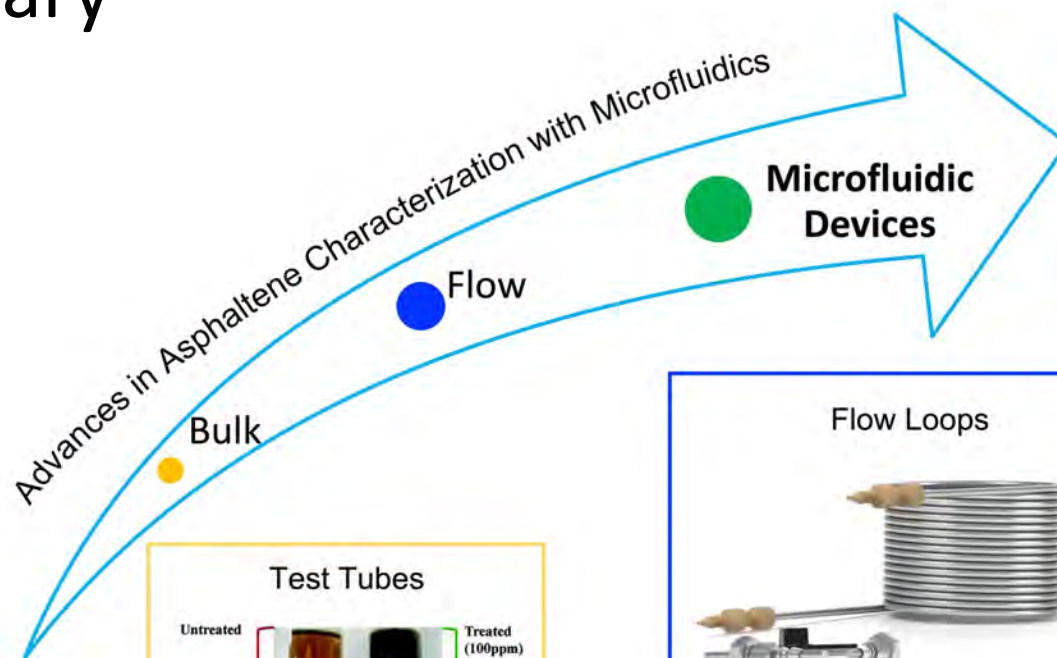 Advances in Asphaltene Characterization with Microfluidics
Microfluidic
Devices
Flow
Bulk
Flow Loops
Test Tubes
Untreated
Treated
(100ppm)